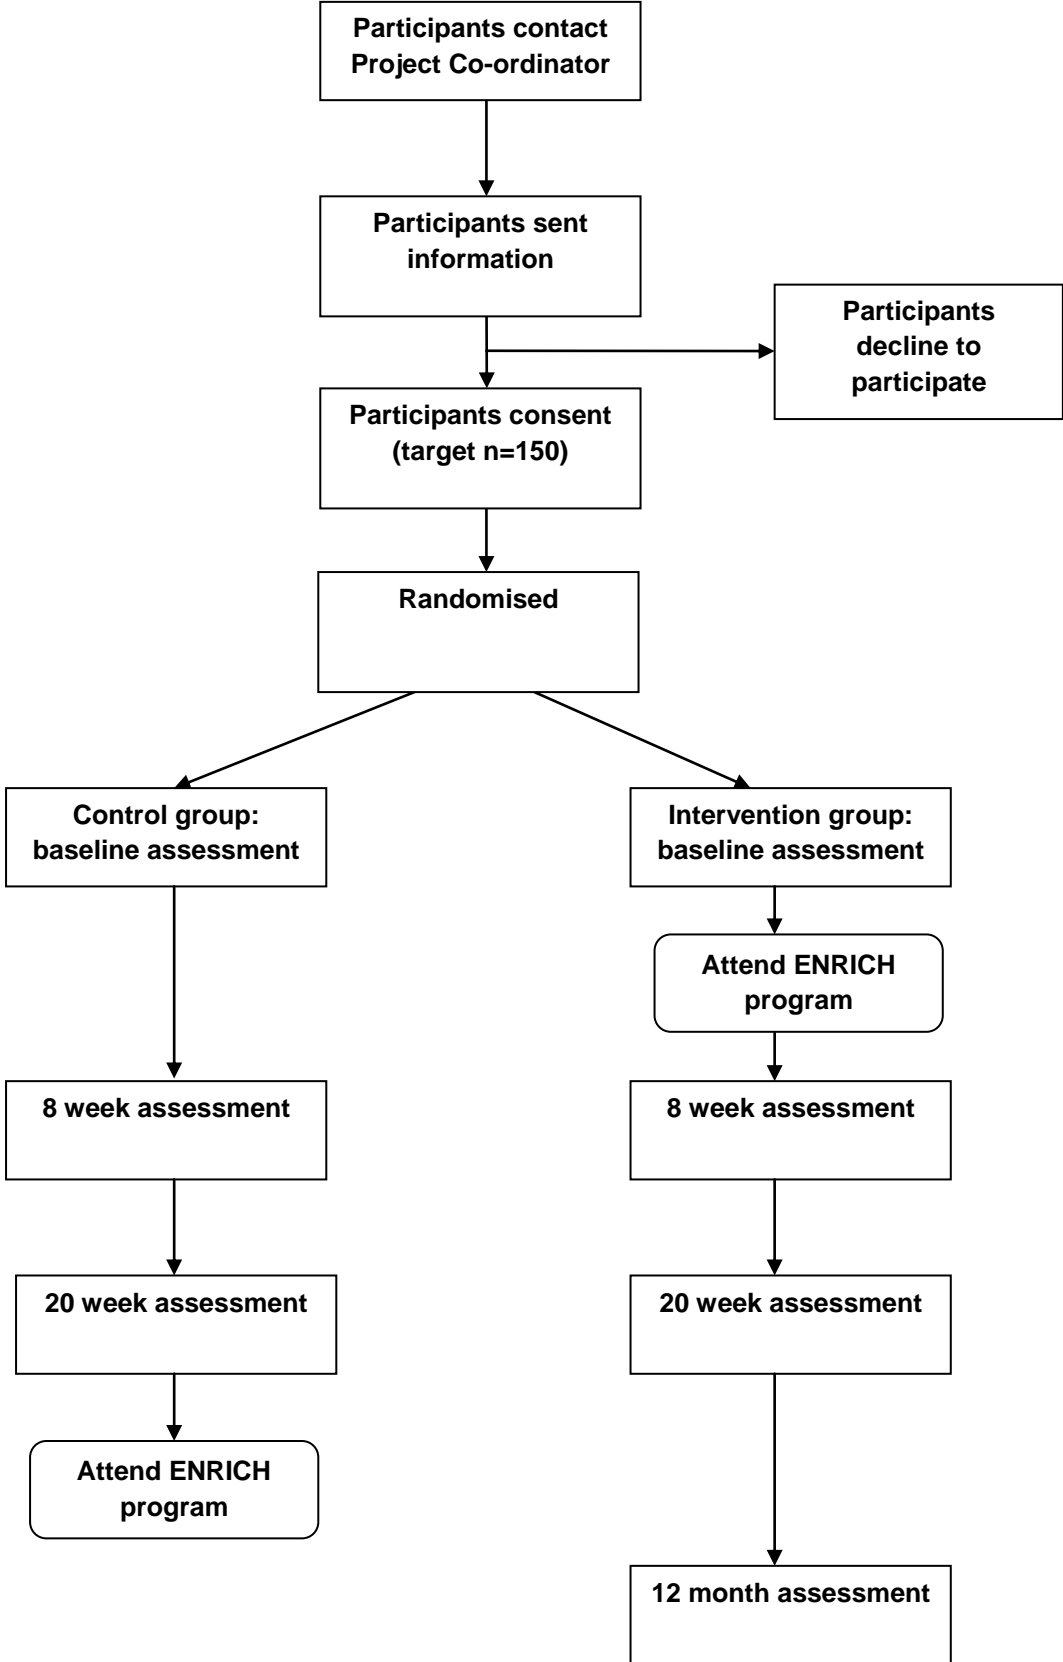 Participants contact
Project Co-ordinator
Participants sent
information
Participants
decline to
participate
Participants consent
(target n=150)
Randomised
Control group:
baseline assessment
Intervention group:
baseline assessment
Attend ENRICH
program
8 week assessment
8 week assessment
20 week assessment
20 week assessment
Attend ENRICH
program
12 month assessment